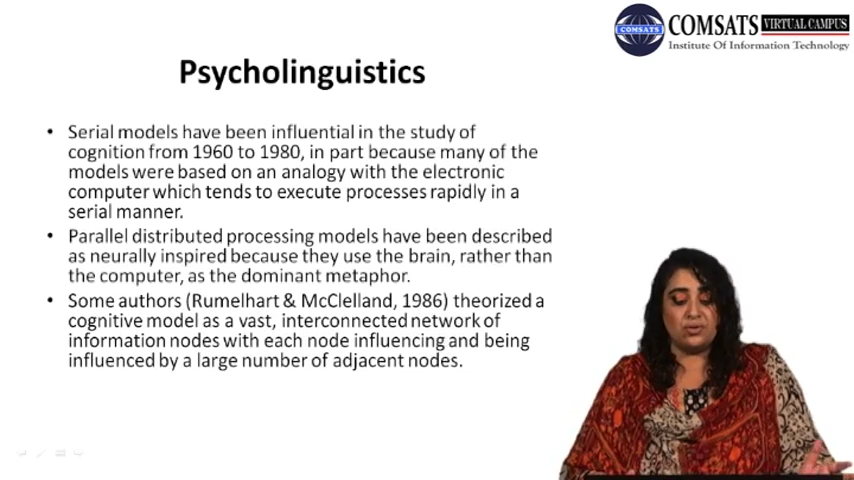 COMSATS VIRTUAL CAMPUS
COMSATS
Institute Of Information Technology
Psycholinguistics
• Serial models have been influential in the study of
cognition from 1960 to 1980, in part because many of the
models were based on an analogy with the electronic
computer which tends to execute processes rapidly in a
serial manner.
• Parallel distributed processing models have been described
as neurally inspired because they use the brain, rather than
the computer, as the dominant metaphor.
• Some authors (Rumelhart & McClelland, 1986) theorized a
cognitive model as a vast, interconnected network of
information nodes with each node influencing and being
influenced by a large number of adjacent nodes.